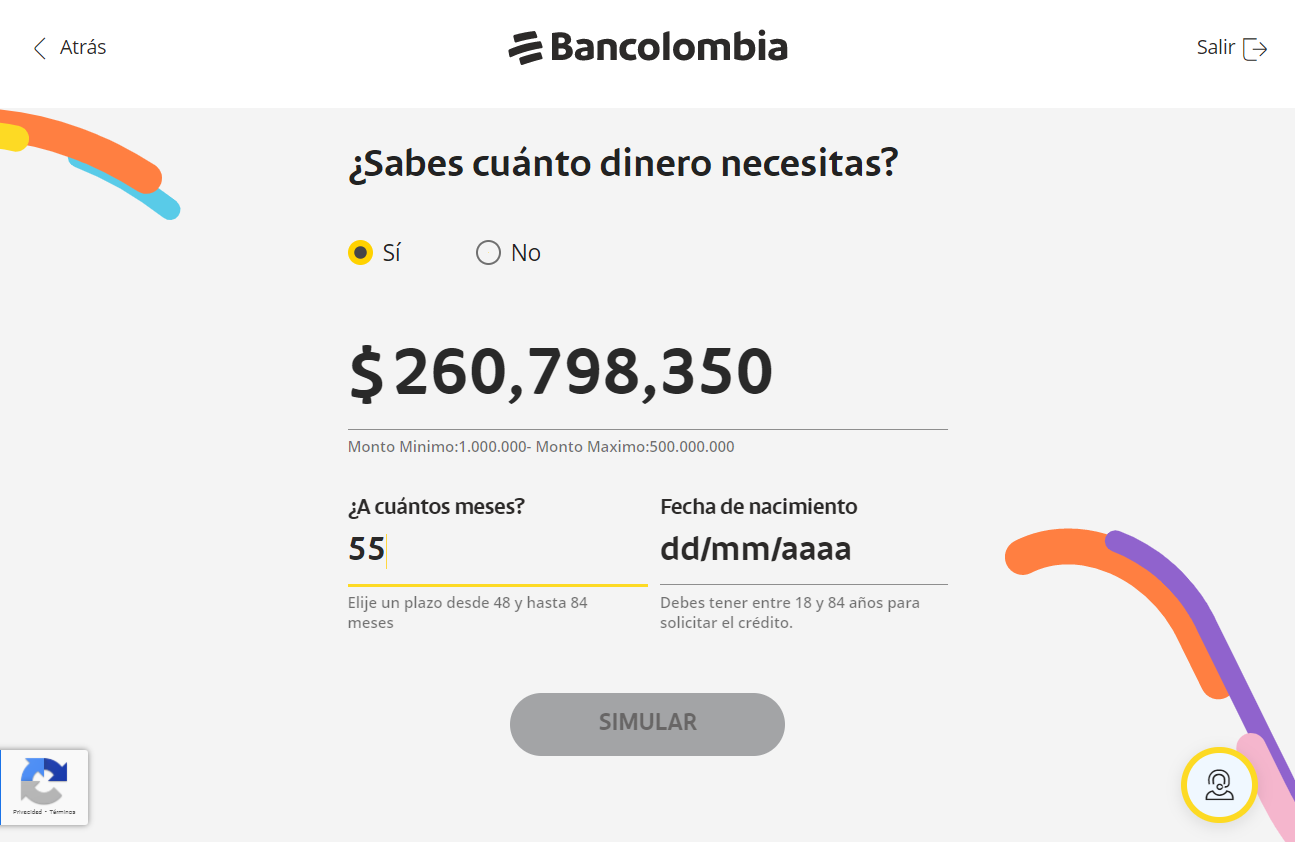 Atrás
Bancolombia
Salir
¿Sabes cuánto dinero necesitas?
Sí
No
$260,798,350
Monto Minimo:1.000.000- Monto Maximo:500.000.000
¿A cuántos meses?
Fecha de nacimiento
55
dd/mm/aaaa
Elije un plazo desde 48 y hasta 84
meses
Debes tener entre 18 y 84 años para
solicitar el crédito.
SIMULAR
Privacidad - Términos